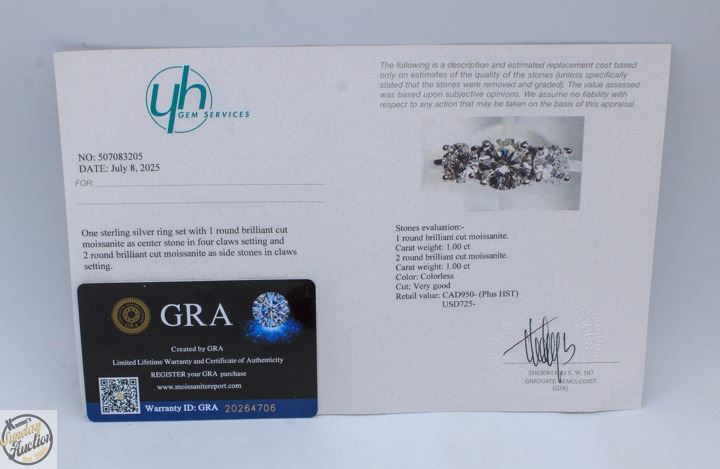 yh
GEM SERVICES
The following is a description and estimated replacement cost based
only on estimates of the quality of the stones (unless specifically
stated that the stones were removed and graded). The value assessed
was based upon subjective opinions. We assume no liability with
respect to any action that may be taken on the basis of this appraisal.
NO: 507083205
DATE: July 8, 2025
FOR:
One sterling silver ring set with 1 round brilliant cut
moissanite as center stone in four claws setting and
2 round brilliant cut moissanite as side stones in claws
setting.
Stones evaluation:-
1 round brilliant cut moissanite.
Carat weight: 1.00 ct
2 round brilliant cut moissanite.
Carat weight: 1.00 ct
Color: Colorless
Cut: Very good
Retail value: CAD950- (Plus HST)
USD725-
SHERWOOD S. W. HO
GRADUATE GEMOLOGIST
(GIA)
GRA
Created by GRA
Limited Lifetime Warranty and Certificate of Authenticity
REGISTER your GRA purchase
www.moissanitereport.com
Warranty ID: GRA 20264706
Sunday
Auction